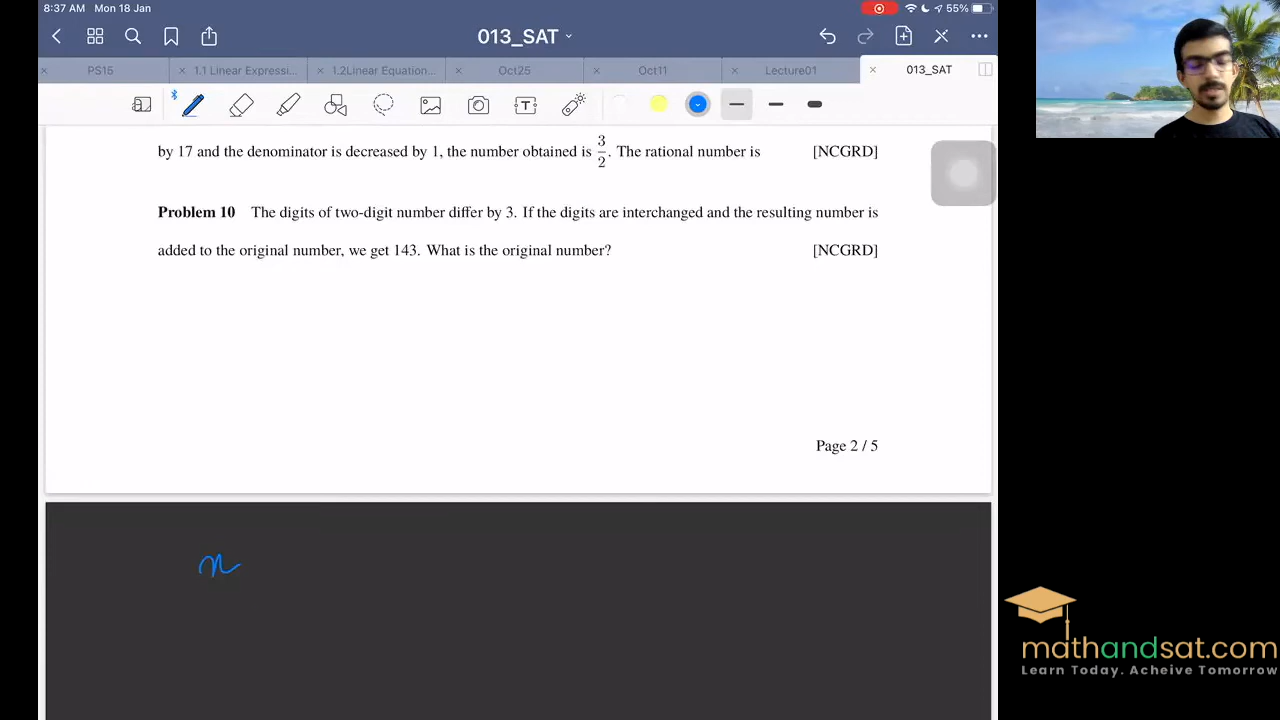 8:37 AM Mon 18 Jan
55%
013_SAT
PS15
1.1 Linear Expressi...
1.2Linear Equation...
Oct25
Oct11
Lecture01
013_SAT
T
by 17 and the denominator is decreased by 1, the number obtained is 3/2. The rational number is [NCGRD]
Problem 10 The digits of two-digit number differ by 3. If the digits are interchanged and the resulting number is
added to the original number, we get 143. What is the original number? [NCGRD]
Page 2 / 5
mathandsat.com
Learn Today. Acheive Tomorrow